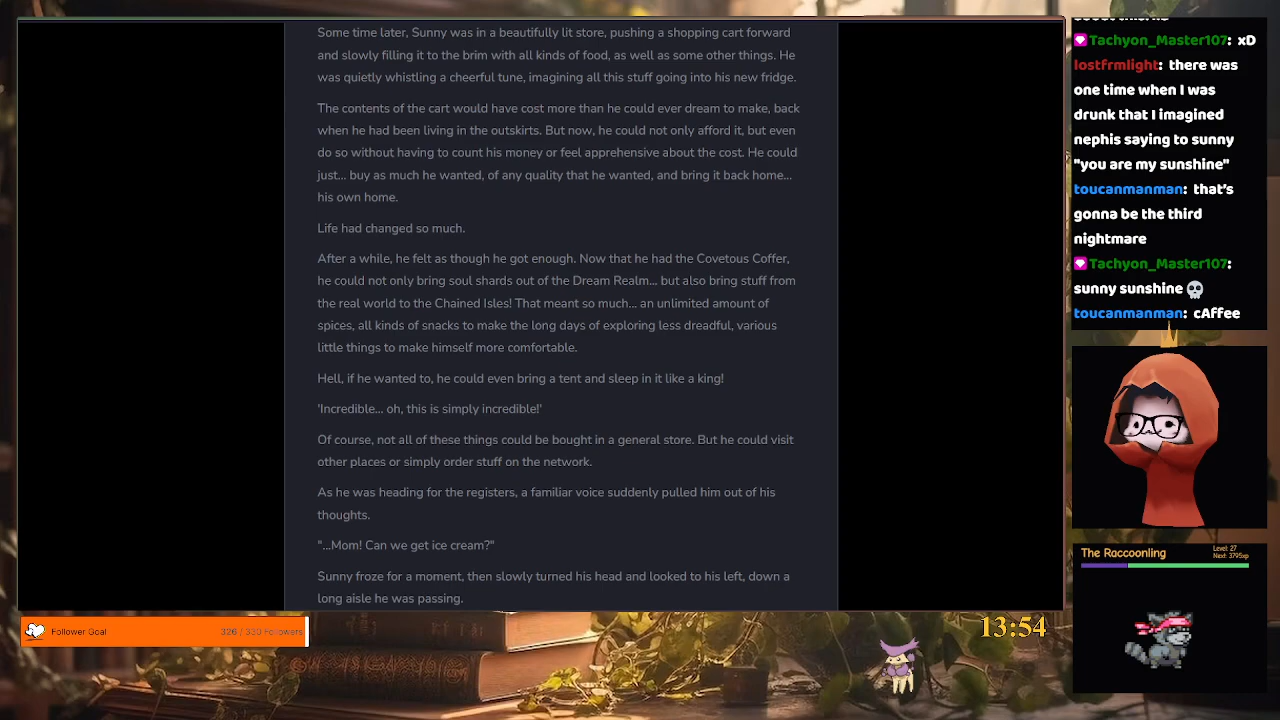 Some time later, Sunny was in a beautifully lit store, pushing a shopping cart forward
and slowly filling it to the brim with all kinds of food, as well as some other things. He
was quietly whistling a cheerful tune, imagining all this stuff going into his new fridge.
The contents of the cart would have cost more than he could ever dream to make, back
when he had been living in the outskirts. But now, he could not only afford it, but even
do so without having to count his money or feel apprehensive about the cost. He could
just... buy as much he wanted, of any quality that he wanted, and bring it back home...
his own home.
Life had changed so much.
After a while, he felt as though he got enough. Now that he had the Covetous Coffer,
he could not only bring soul shards out of the Dream Realm... but also bring stuff from
the real world to the Chained Isles! That meant so much... an unlimited amount of
spices, all kinds of snacks to make the long days of exploring less dreadful, various
little things to make himself more comfortable.
Hell, if he wanted to, he could even bring a tent and sleep in it like a king!
'Incredible... oh, this is simply incredible!'
Of course, not all of these things could be bought in a general store. But he could visit
other places or simply order stuff on the network.
As he was heading for the registers, a familiar voice suddenly pulled him out of his
thoughts.
"...Mom! Can we get ice cream?"
Sunny froze for a moment, then slowly turned his head and looked to his left, down a
long aisle he was passing.
Tachyon_Master107: xD
lostfrmlight: there was
one time when I was
drunk that I imagined
nephis saying to sunny
"you are my sunshine"
toucanmanman: that's
gonna be the third
nightmare
Tachyon_Master107:
sunny sunshine 💀
toucanmanman: cAffee
The Raccoonling
Level: 27
Next: 3795xp
Follower Goal
326 / 330 Followers
13:54